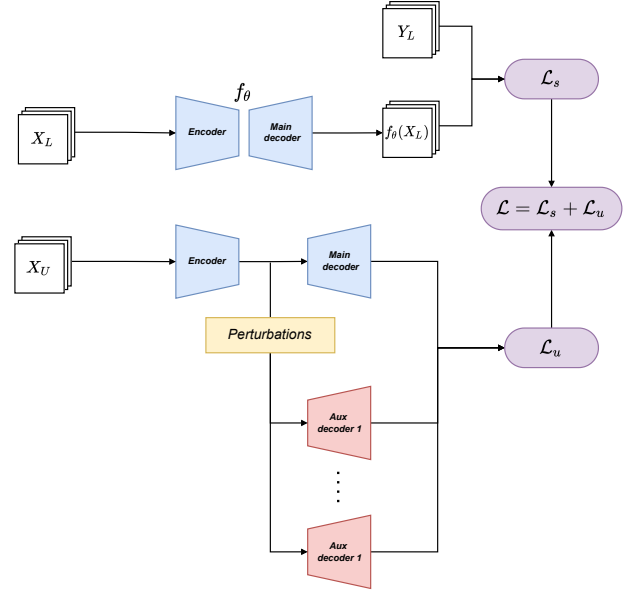 Y_L
f_θ
ℒ_s
X_L
Encoder
Main
decoder
f_θ(X_L)
ℒ = ℒ_s + ℒ_u
X_U
Encoder
Main
decoder
Perturbations
ℒ_u
Aux
decoder 1
Aux
decoder 1